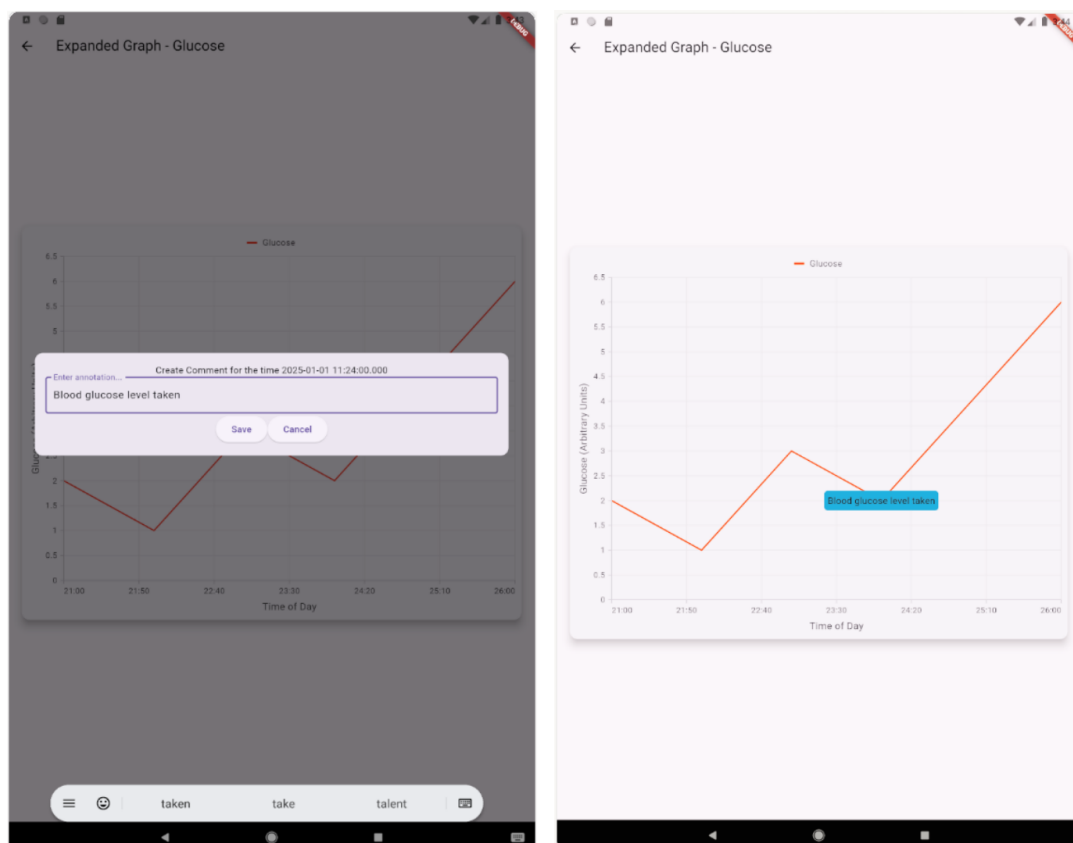 Expanded Graph - Glucose
Glucose
6.5
6
5.5
5
Create Comment for the time 2025-01-01 11:24:00.000
Enter annotation...
Blood glucose level taken
Save Cancel
2
1.5
1
0.5
0
21:00 21:50 22:40 23:30 24:20 25:10 26:00
Time of Day
taken take talent
Expanded Graph - Glucose
Glucose
6.5
6
5.5
5
4.5
4
3.5
3
2.5
2
1.5
1
0.5
0
Glucose (Arbitrary Units)
Blood glucose level taken
21:00 21:50 22:40 23:30 24:20 25:10 26:00
Time of Day